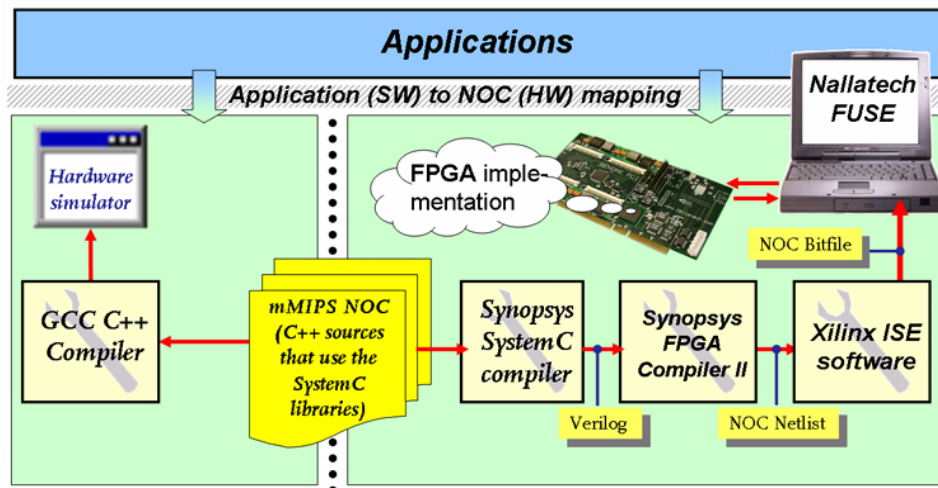 Applications
Nallatech
FUSE
Application (SW) to NOC (HW) mapping
Hardware
simulator
FPGA imple-
mentation
NOC Bitfile
GCC C++
Compiler
mMIPS NOC
(C++ sources
that use the
SystemC
libraries)
Synopsys
SystemC
compiler
Synopsys
FPGA
Compiler II
Xilinx ISE
software
Verilog
NOC Netlist